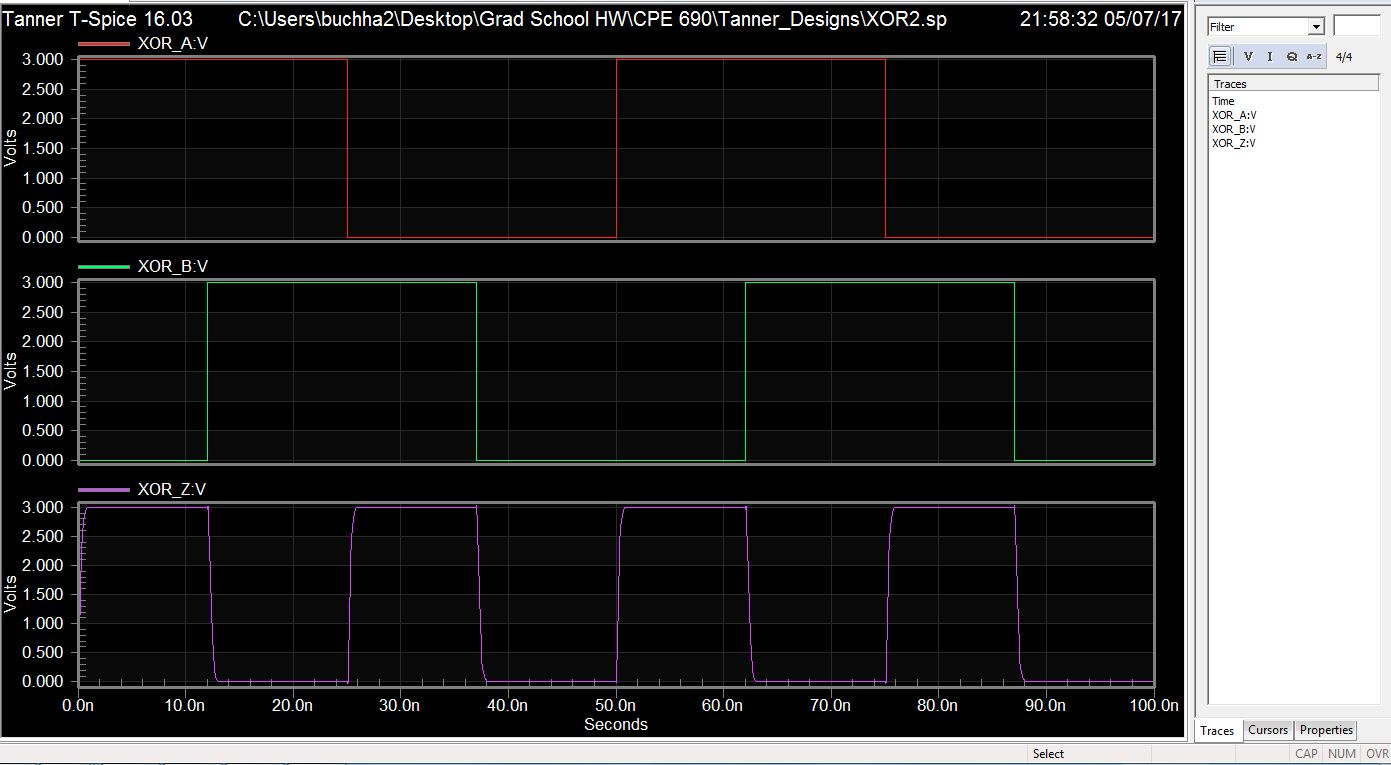 Tanner T-Spice 16.03 C:\Users\buchha2\Desktop\Grad School HW\CPE 690\Tanner_Designs\XOR2.sp 21:58:32 05/07/17
XOR_A:V
3.000
2.500
2.000
1.500
1.000
0.500
0.000
Volts
XOR_B:V
3.000
2.500
2.000
1.500
1.000
0.500
0.000
Volts
XOR_Z:V
3.000
2.500
2.000
1.500
1.000
0.500
0.000
Volts
0.0n 10.0n 20.0n 30.0n 40.0n 50.0n 60.0n 70.0n 80.0n 90.0n 100.0n
Seconds
Filter
V I Q A-Z 4/4
Traces
Time
XOR_A:V
XOR_B:V
XOR_Z:V
Traces Cursors Properties
Select CAP NUM OVR